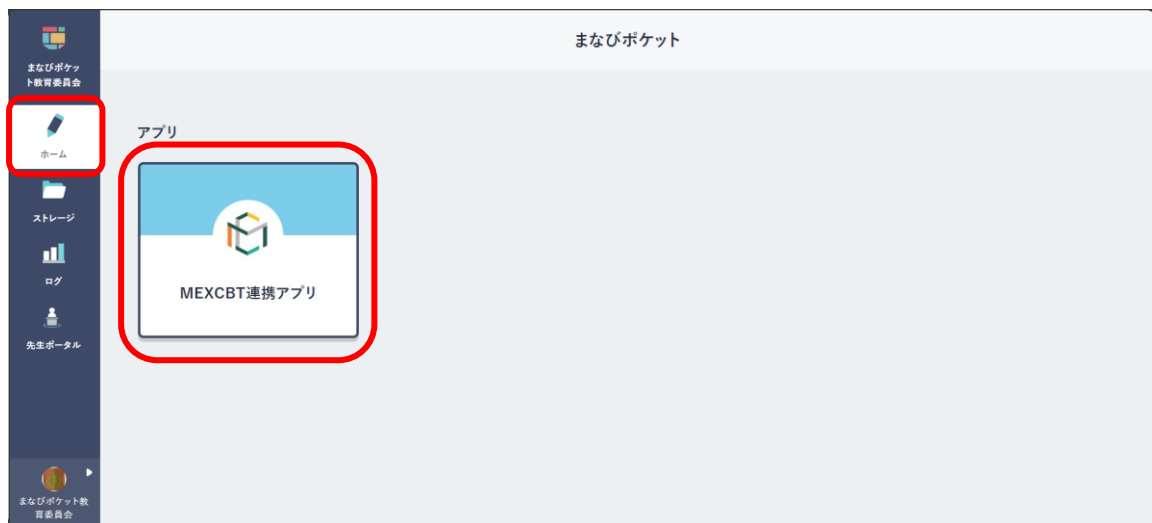 まなびポケット
まなびポケッ
ト教育委員会
ホーム
アプリ
MEXCBT連携アプリ
ストレージ
ログ
先生ポータル
まなびポケット教
育委員会